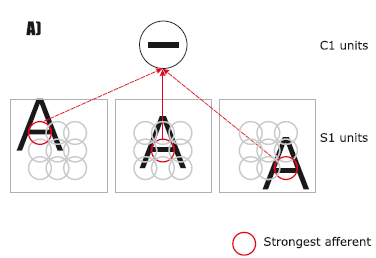 A)
C1 units
A A A
S1 units
Strongest afferent